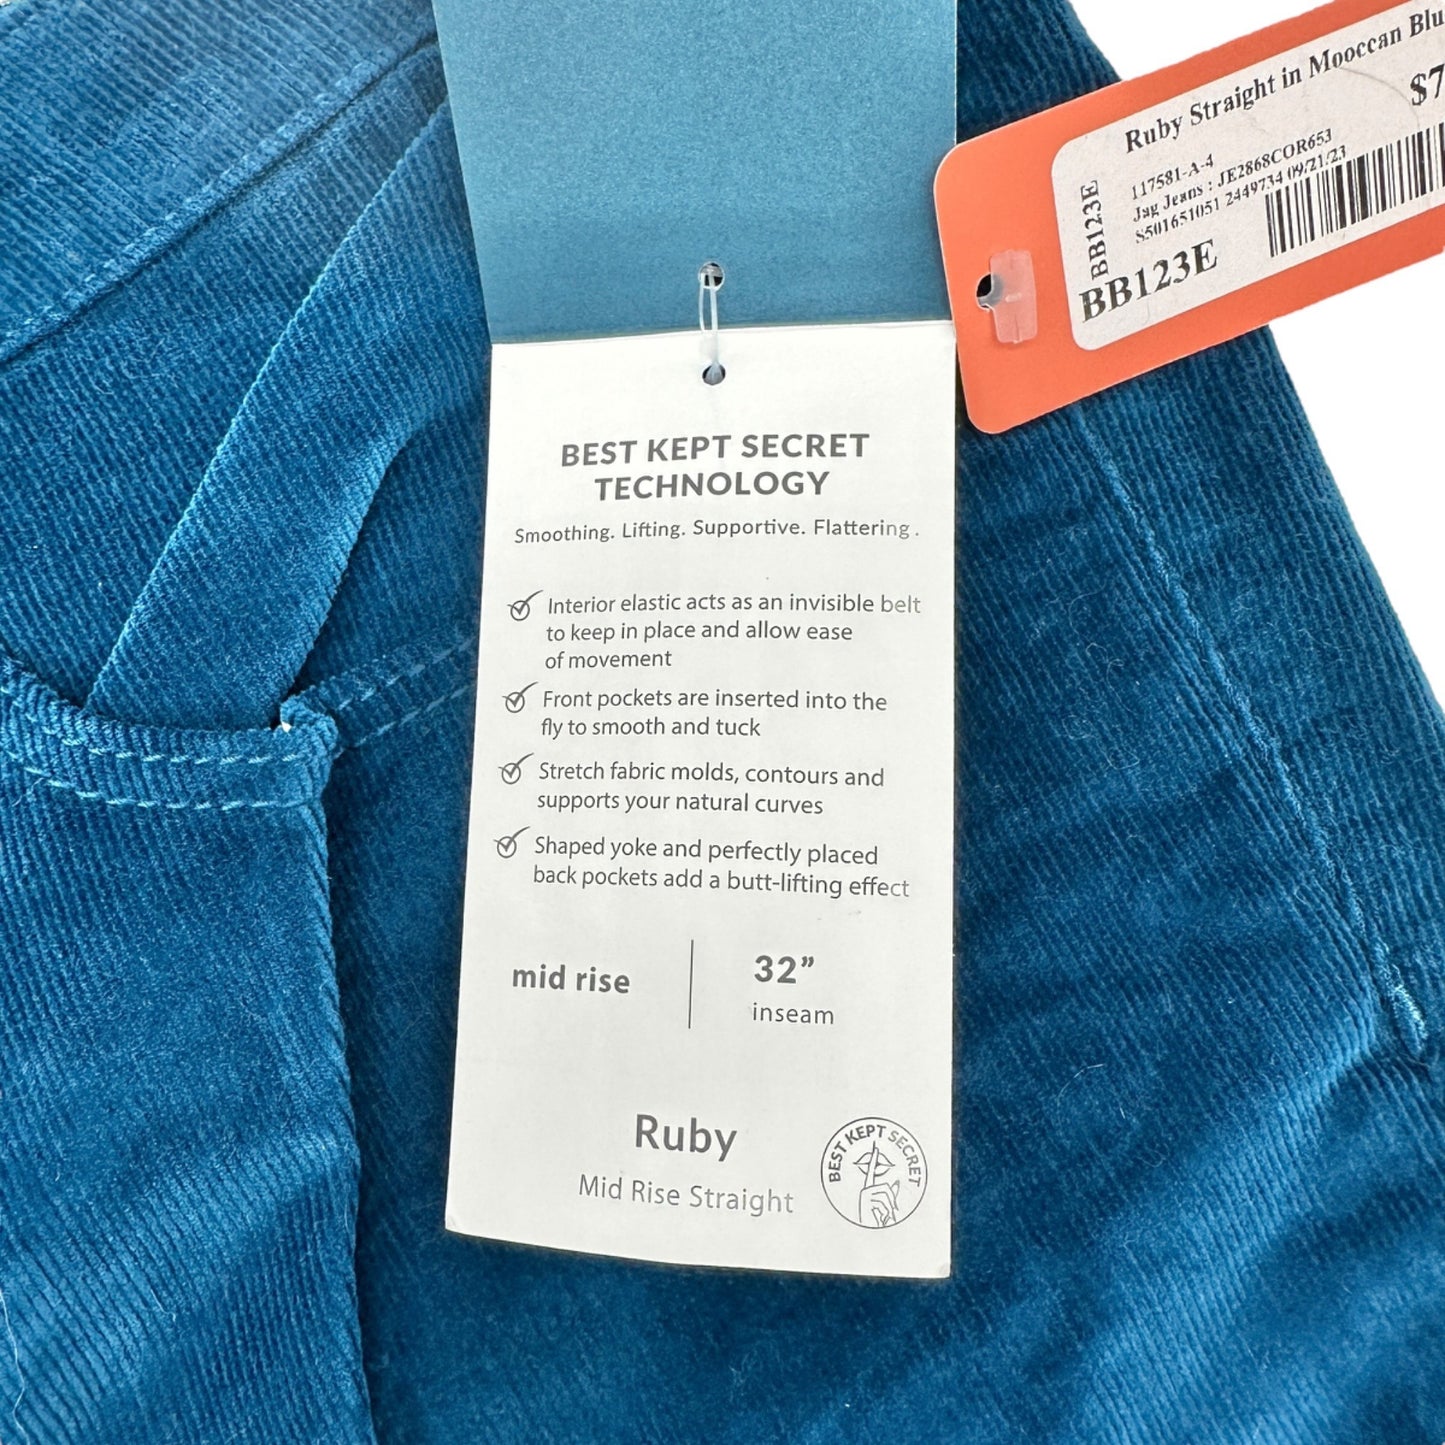 Ruby Straight in Mooccan Blu
$7
117581-A-4
Jag Jeans : JE2868COR653
S501651051 2449734 09/21/23
BB123E
BB123E
BEST KEPT SECRET
TECHNOLOGY
Smoothing. Lifting. Supportive. Flattering.
Interior elastic acts as an invisible belt
to keep in place and allow ease
of movement
Front pockets are inserted into the
fly to smooth and tuck
Stretch fabric molds, contours and
supports your natural curves
Shaped yoke and perfectly placed
back pockets add a butt-lifting effect
mid rise
32”
inseam
Ruby
Mid Rise Straight
BEST KEPT SECRET